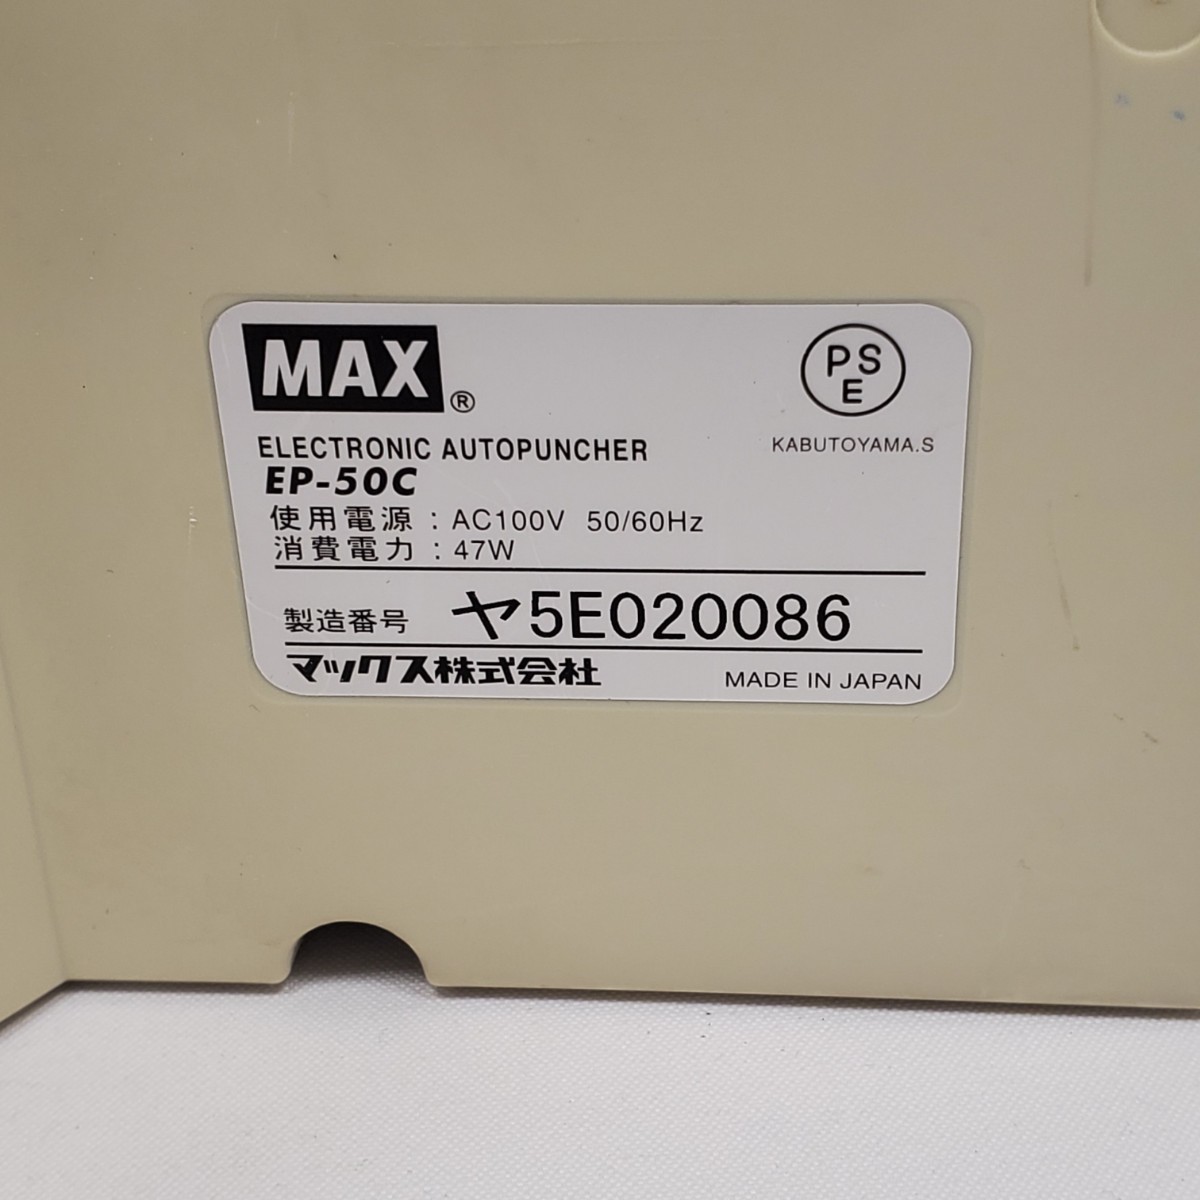 MAX®
PSE
KABUTOYAMA.S
ELECTRONIC AUTOPUNCHER
EP-50C
使用電源 : AC100V 50/60Hz
消費電力 : 47W
製造番号 ヤ5E020086
マックス株式会社 MADE IN JAPAN